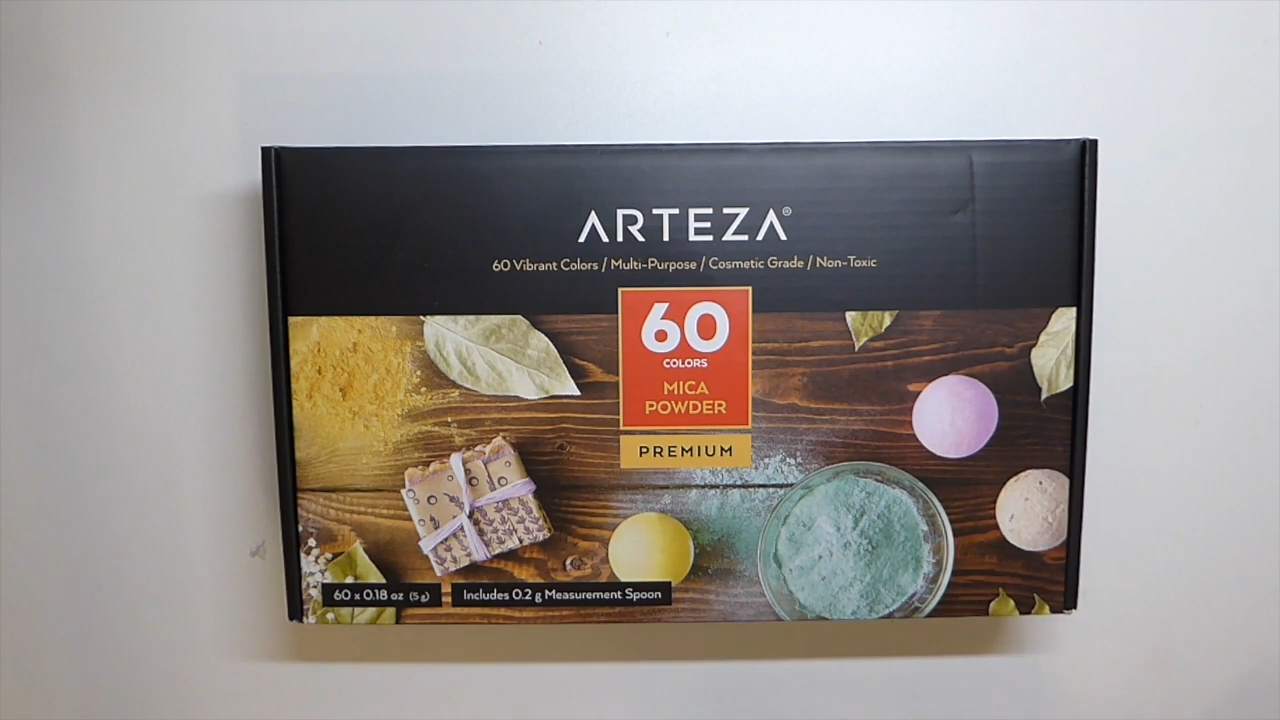 ARTEZA®
60 Vibrant Colors / Multi-Purpose / Cosmetic Grade / Non-Toxic
60
COLORS
MICA
POWDER
PREMIUM
60 x 0.18 oz (5 g)
Includes 0.2 g Measurement Spoon